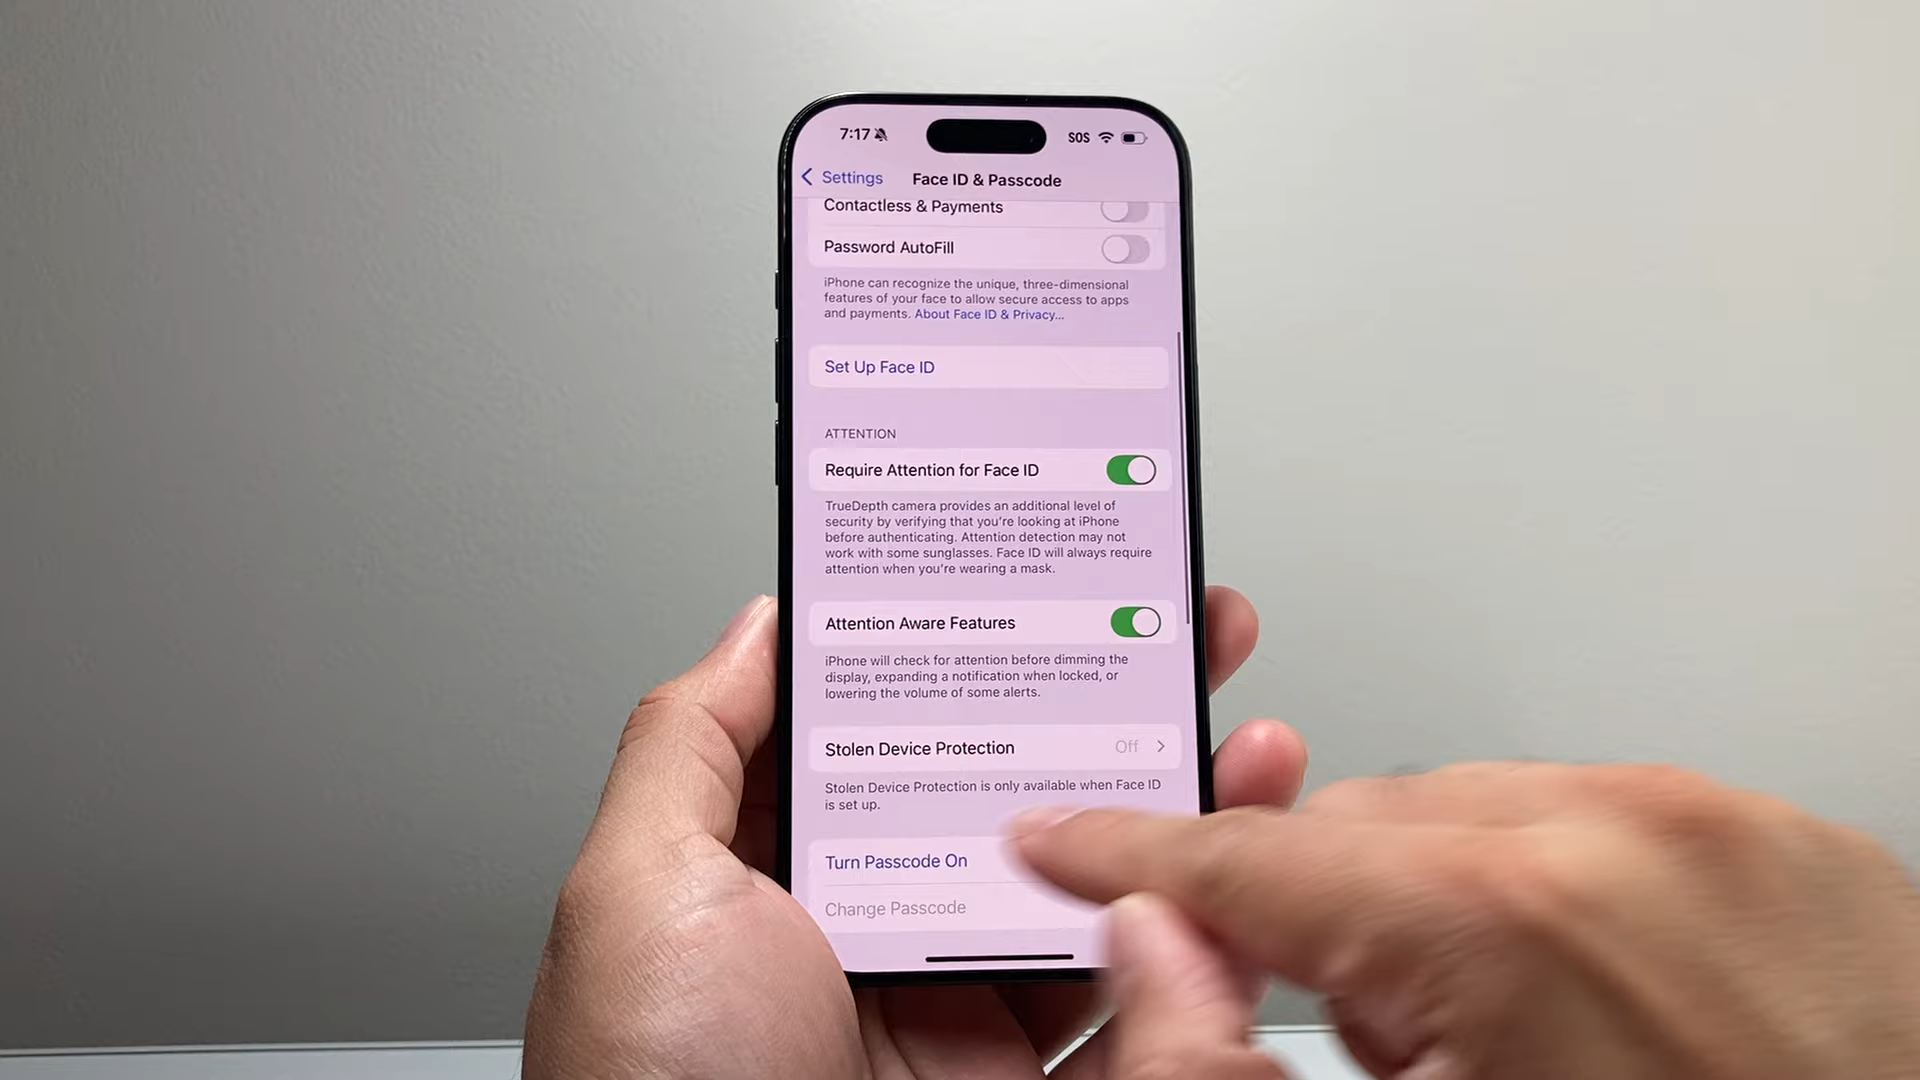 7:17
SOS
Settings
Face ID & Passcode
Contactless & Payments
Password AutoFill
iPhone can recognize the unique, three-dimensional
features of your face to allow secure access to apps
and payments. About Face ID & Privacy...
Set Up Face ID
ATTENTION
Require Attention for Face ID
TrueDepth camera provides an additional level of
security by verifying that you're looking at iPhone
before authenticating. Attention detection may not
work with some sunglasses. Face ID will always require
attention when you're wearing a mask.
Attention Aware Features
iPhone will check for attention before dimming the
display, expanding a notification when locked, or
lowering the volume of some alerts.
Stolen Device Protection Off
Stolen Device Protection is only available when Face ID
is set up.
Turn Passcode On
Change Passcode